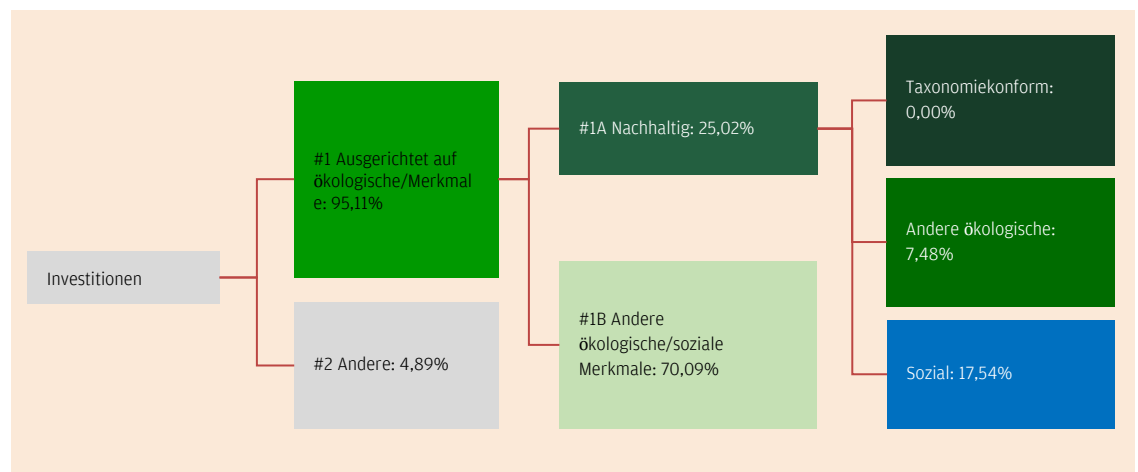 Investitionen
#1 Ausgerichtet auf
ökologische/Merkmal
e: 95,11%
#2 Andere: 4,89%
#1A Nachhaltig: 25,02%
#1B Andere
ökologische/soziale
Merkmale: 70,09%
Taxonomiekonform:
0,00%
Andere ökologische:
7,48%
Sozial: 17,54%